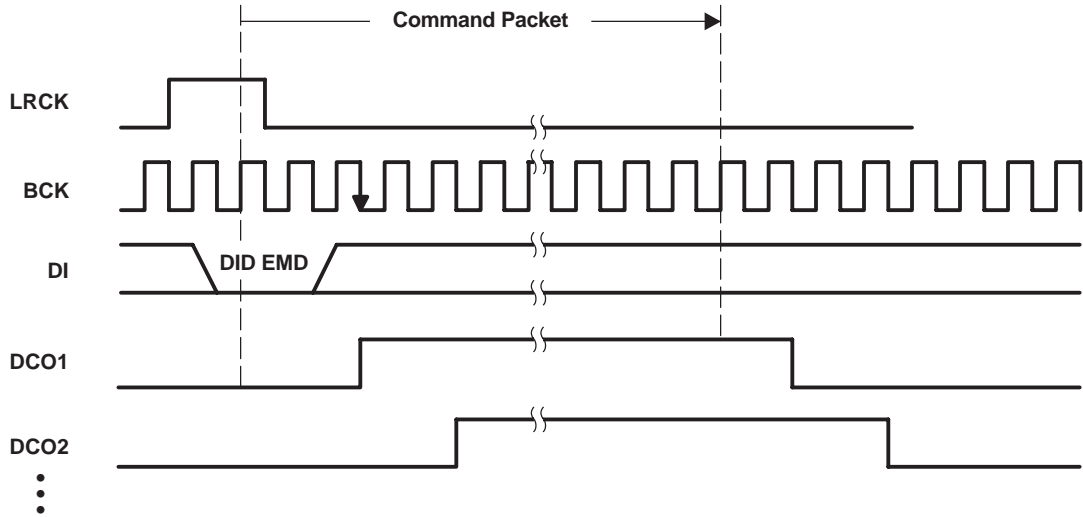 Command Packet
LRCK
BCK
DI
DID EMD
DCO1
DCO2